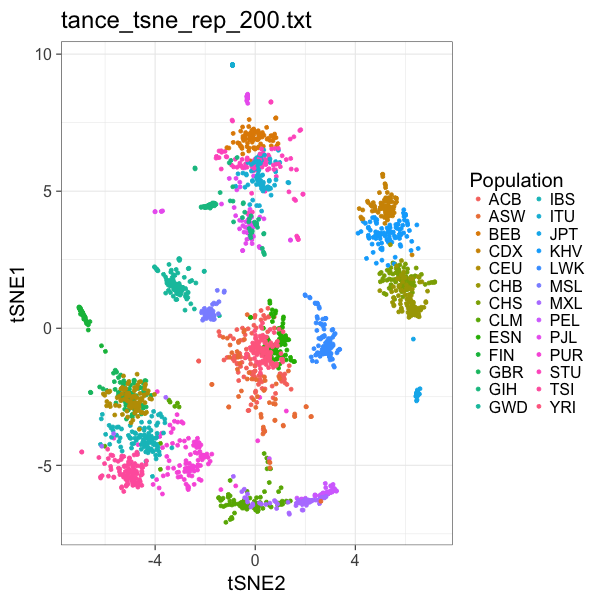 tance_tsne_rep_200.txt
10
5
0
-5
-4
0
4
tSNE1
tSNE2
Population
ACB
ASW
BEB
CDX
CEU
CHB
CHS
CLM
ESN
FIN
GBR
GIH
GWD
IBS
ITU
JPT
KHV
LWK
MSL
MXL
PEL
PJL
PUR
STU
TSI
YRI